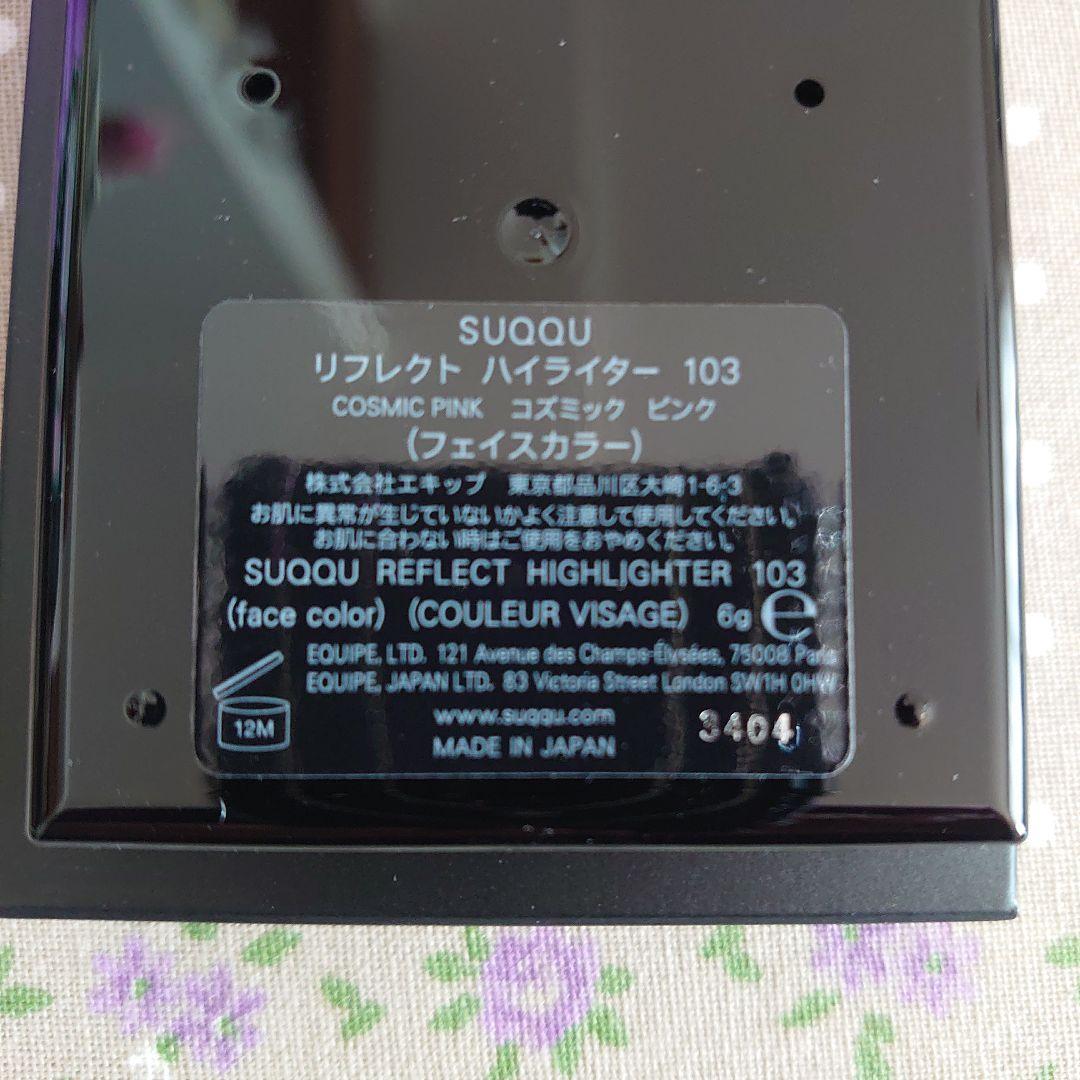 SUQQU
リフレクト ハイライター 103
COSMIC PINK コズミック ピンク
(フェイスカラー)
株式会社エキップ 東京都品川区大崎1-6-3
お肌に異常が生じていないかよく注意して使用してください。
お肌に合わない時はご使用をおやめください。
SUQQU REFLECT HIGHLIGHTER 103
(face color) (COULEUR VISAGE) 6g e
EQUIPE, LTD. 121 Avenue des Champs-Élysées, 75008 Paris
EQUIPE, JAPAN LTD. 83 Victoria Street London SW1H 0HW
12M
www.suqqu.com
3404
MADE IN JAPAN